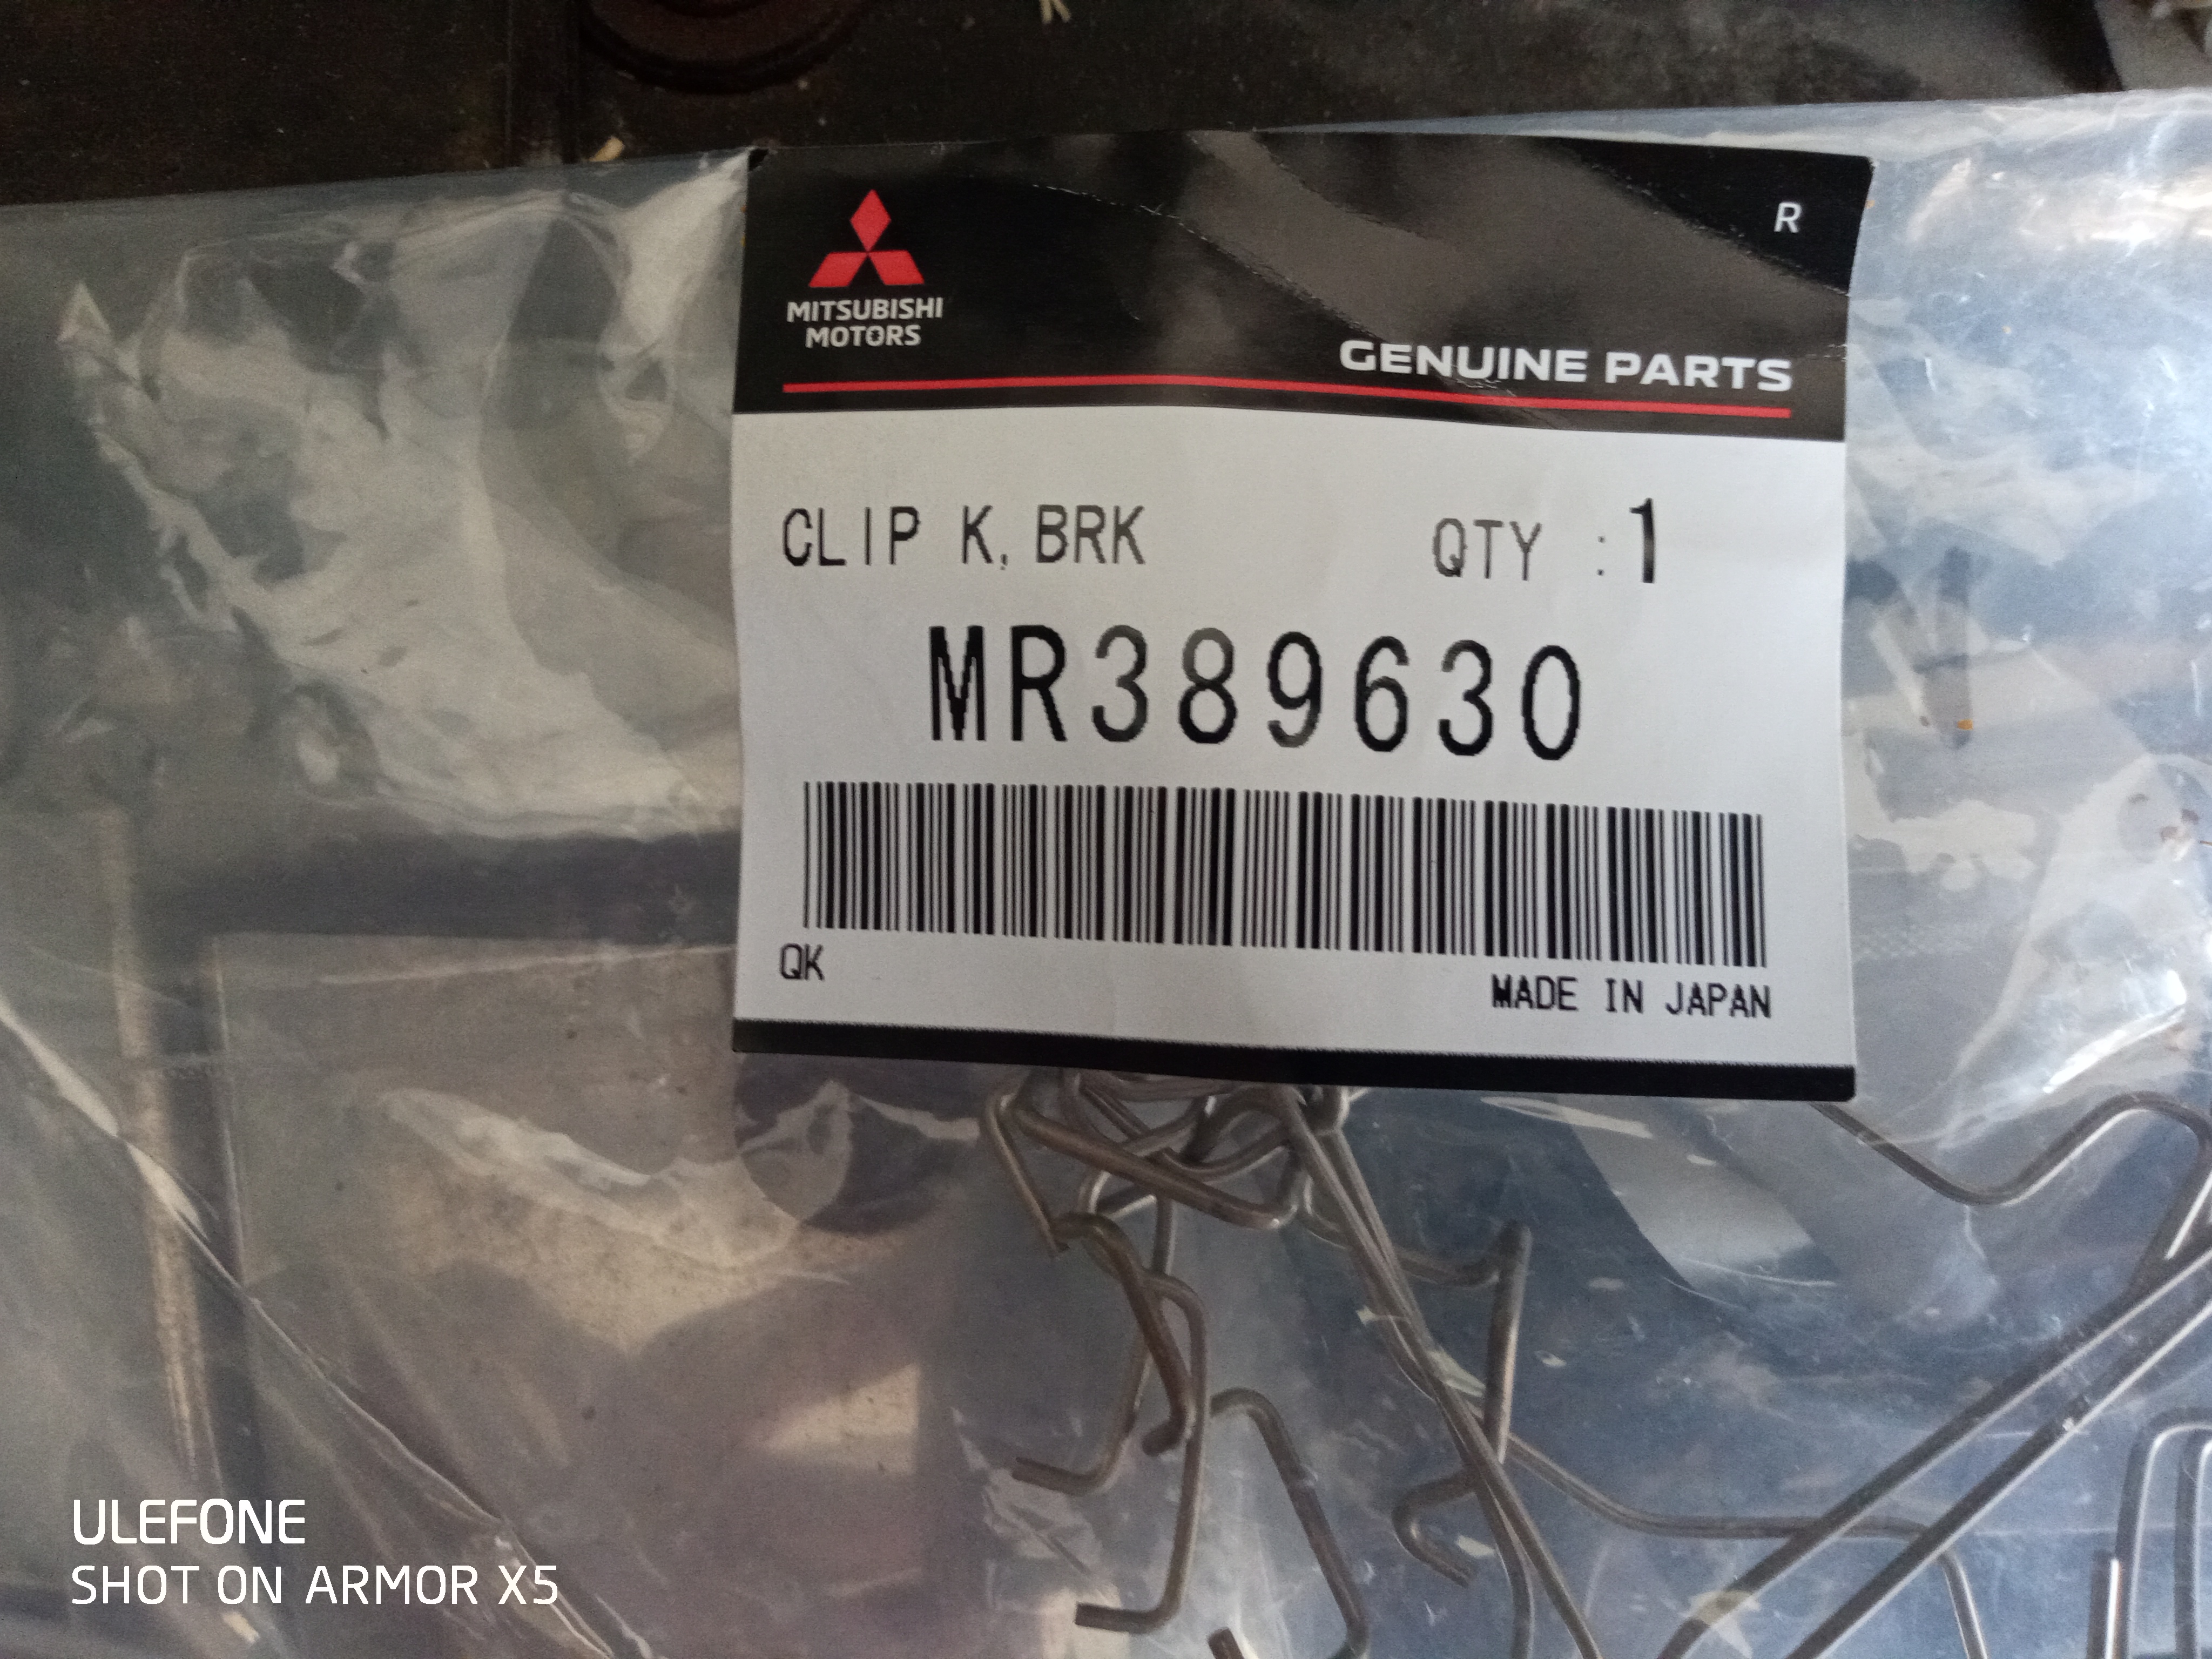 R
MITSUBISHI
MOTORS
GENUINE PARTS
CLIP K, BRK QTY :1
MR389630
QK
MADE IN JAPAN
ULEFONE
SHOT ON ARMOR X5